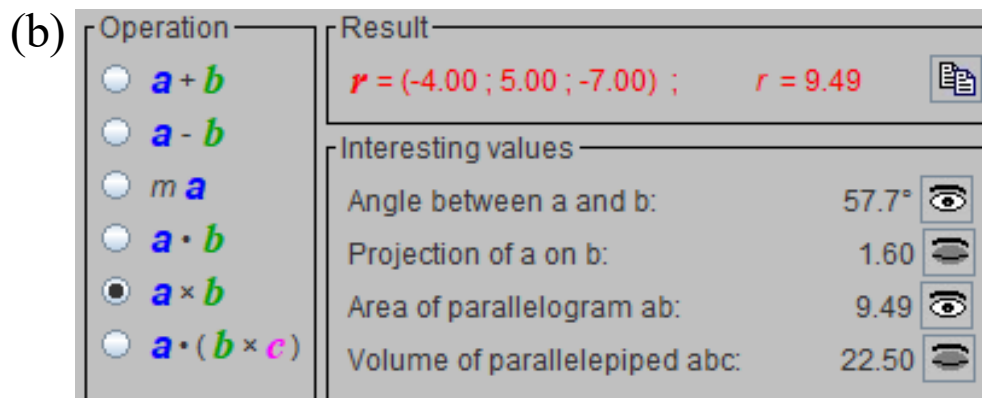 (b)
Operation
a + b
a - b
m a
a · b
a × b
a · ( b × c )
Result
r = (-4.00 ; 5.00 ; -7.00) ; r = 9.49
Interesting values
Angle between a and b: 57.7°
Projection of a on b: 1.60
Area of parallelogram ab: 9.49
Volume of parallelepiped abc: 22.50